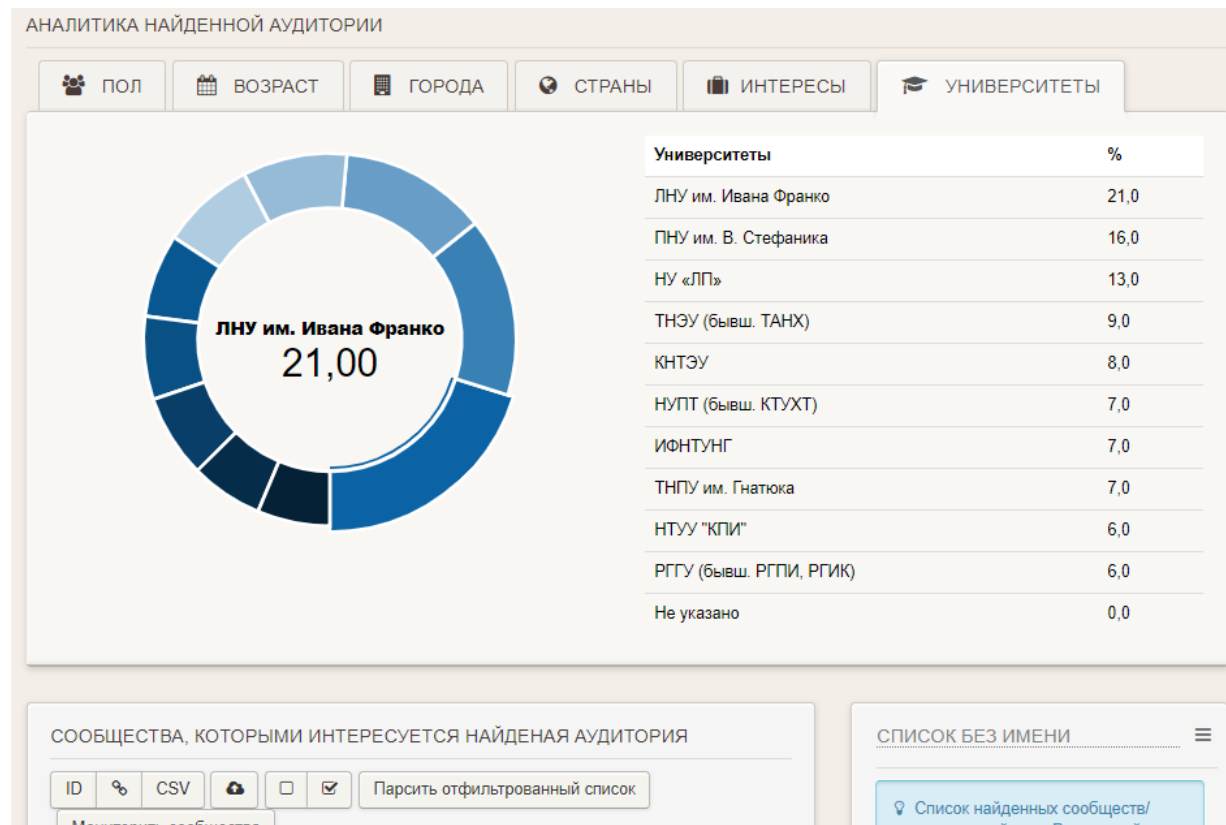 АНАЛИТИКА НАЙДЕННОЙ АУДИТОРИИ
ПОЛ ВОЗРАСТ ГОРОДА СТРАНЫ ИНТЕРЕСЫ УНИВЕРСИТЕТЫ
ЛНУ им. Ивана Франко
21,00
Университеты %
ЛНУ им. Ивана Франко 21,0
ПНУ им. В. Стефаника 16,0
НУ «ЛП» 13,0
ТНЭУ (бывш. ТАНХ) 9,0
КНТЭУ 8,0
НУПТ (бывш. КТУХТ) 7,0
ИФНТУНГ 7,0
ТНПУ им. Гнатюка 7,0
НТУУ "КПИ" 6,0
РГГУ (бывш. РГПИ, РГИК) 6,0
Не указано 0,0
СООБЩЕСТВА, КОТОРЫМИ ИНТЕРЕСУЕТСЯ НАЙДЕНАЯ АУДИТОРИЯ
ID CSV Парсить отфильтрованный список
СПИСОК БЕЗ ИМЕНИ
Список найденных сообществ/